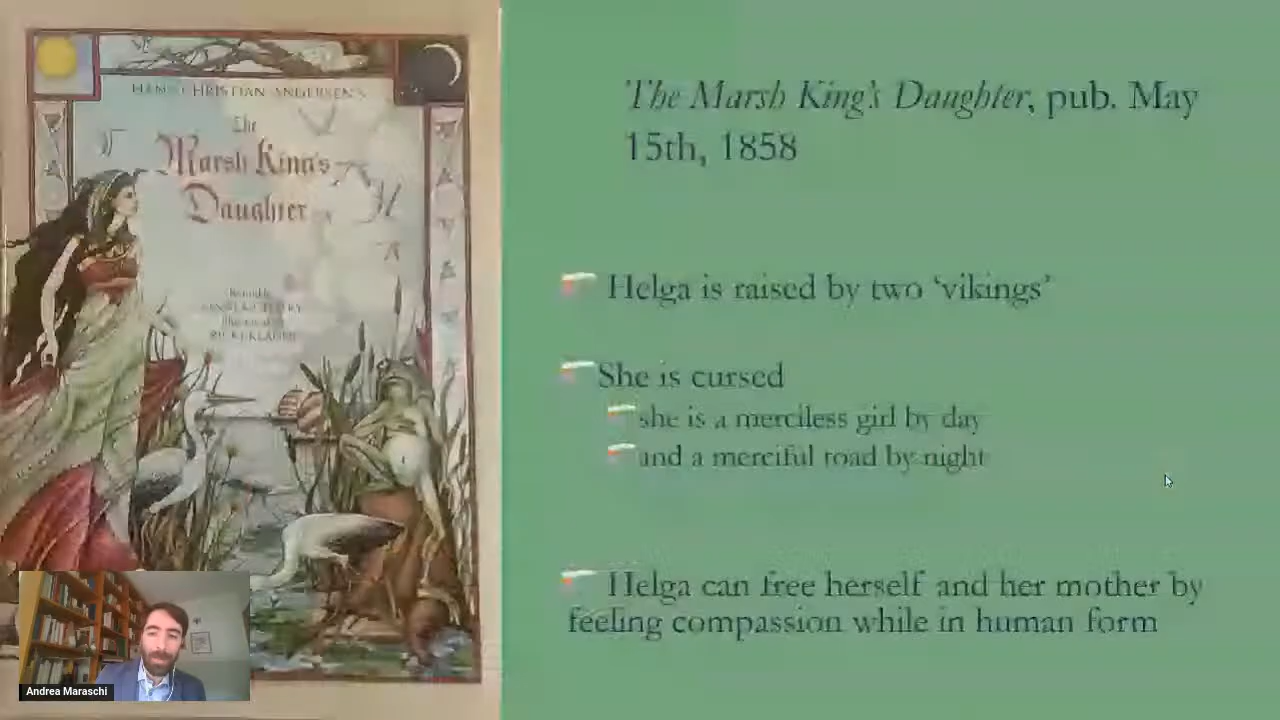 HANS CHRISTIAN ANDERSEN'S
The
Marsh King's
Daughter
The Marsh King's Daughter, pub. May
15th, 1858
Helga is raised by two ‘vikings’
She is cursed
she is a merciless girl by day
and a merciful toad by night
Helga can free herself and her mother by
feeling compassion while in human form
Andrea Maraschi